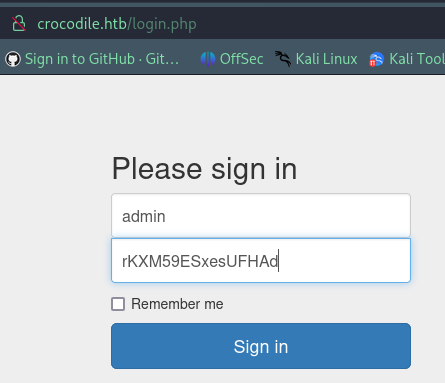 crocodile.htb/login.php
Sign in to GitHub · Git… OffSec Kali Linux Kali Tool
Please sign in
admin
rKXM59ESxesUFHAd
Remember me
Sign in